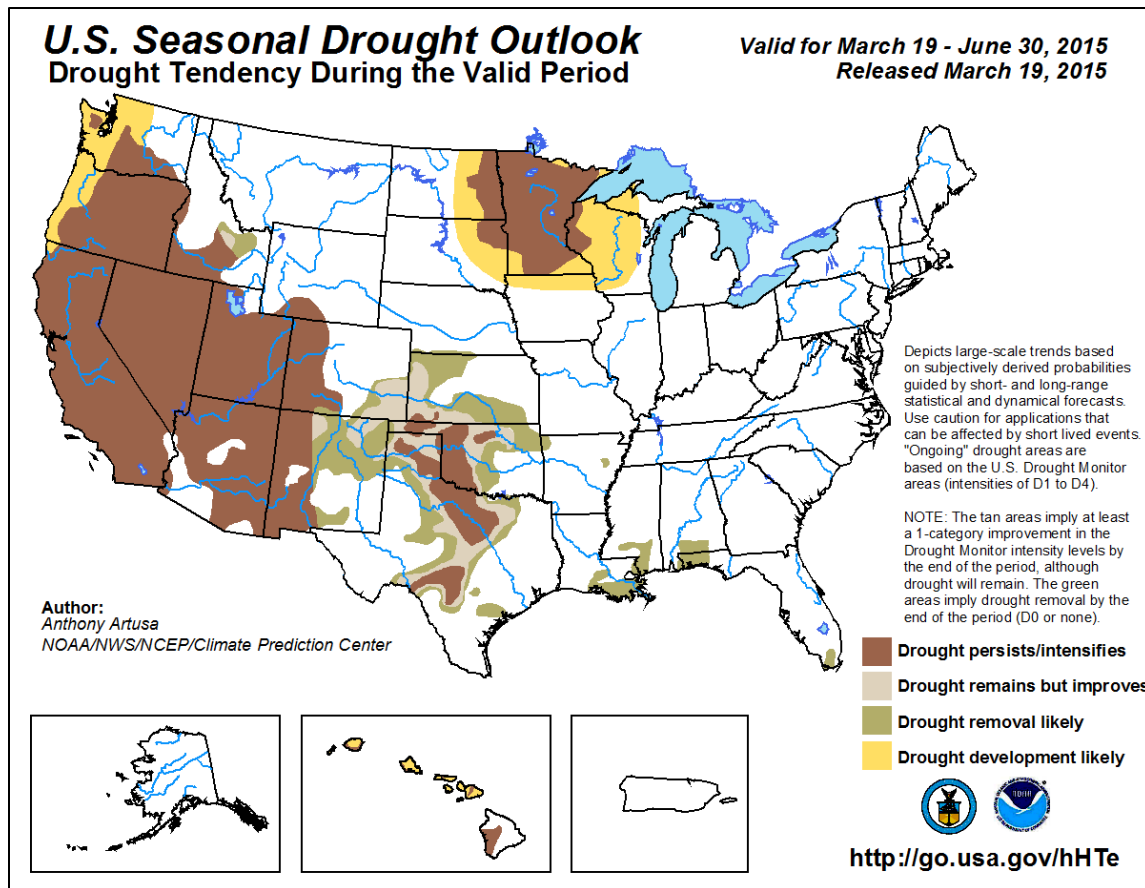 U.S. Seasonal Drought Outlook
Drought Tendency During the Valid Period
Valid for March 19 - June 30, 2015
Released March 19, 2015
Depicts large-scale trends based
on subjectively derived probabilities
guided by short- and long-range
statistical and dynamical forecasts.
Use caution for applications that
can be affected by short lived events.
"Ongoing" drought areas are
based on the U.S. Drought Monitor
areas (intensities of D1 to D4).
NOTE: The tan areas imply at least
a 1-category improvement in the
Drought Monitor intensity levels by
the end of the period, although
drought will remain. The green
areas imply drought removal by the
end of the period (D0 or none).
Author:
Anthony Artusa
NOAA/NWS/NCEP/Climate Prediction Center
Drought persists/intensifies
Drought remains but improves
Drought removal likely
Drought development likely
http://go.usa.gov/hHTe